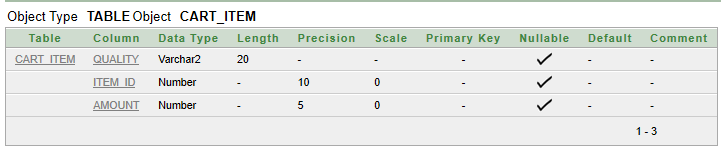 Object Type TABLE Object CART_ITEM
Table Column Data Type Length Precision Scale Primary Key Nullable Default Comment
CART_ITEM QUALITY Varchar2 20 - - - - -
ITEM_ID Number - 10 0 - - -
AMOUNT Number - 5 0 - - -
1 - 3